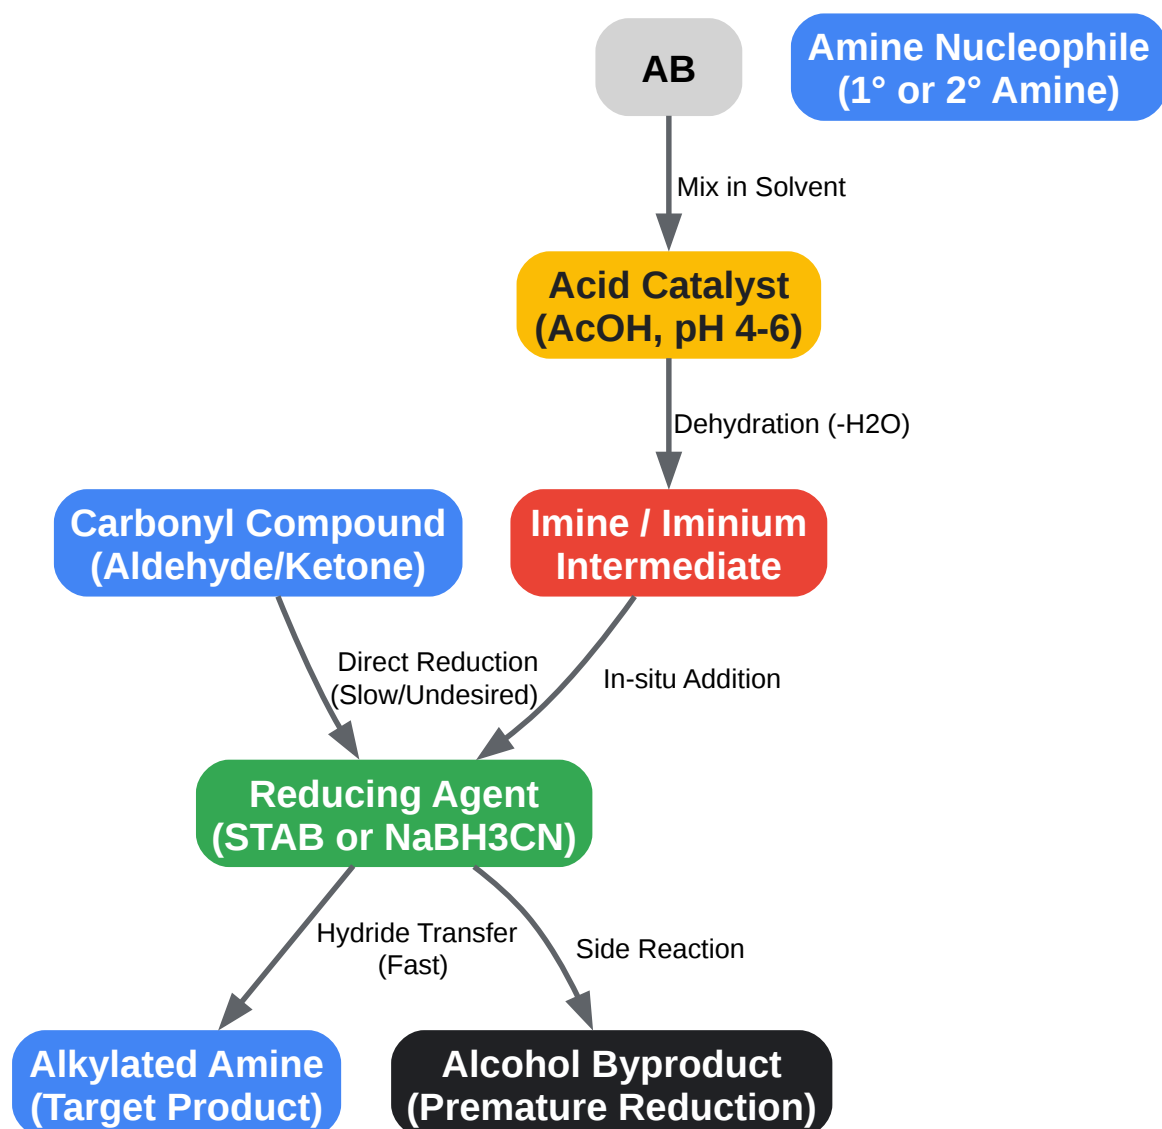 AB
Amine Nucleophile
(1° or 2° Amine)
Mix in Solvent
Acid Catalyst
(AcOH, pH 4-6)
Dehydration (-H2O)
Carbonyl Compound
(Aldehyde/Ketone)
Imine / Iminium
Intermediate
Direct Reduction
(Slow/Undesired)
In-situ Addition
Reducing Agent
(STAB or NaBH3CN)
Hydride Transfer
(Fast)
Side Reaction
Alkylated Amine
(Target Product)
Alcohol Byproduct
(Premature Reduction)